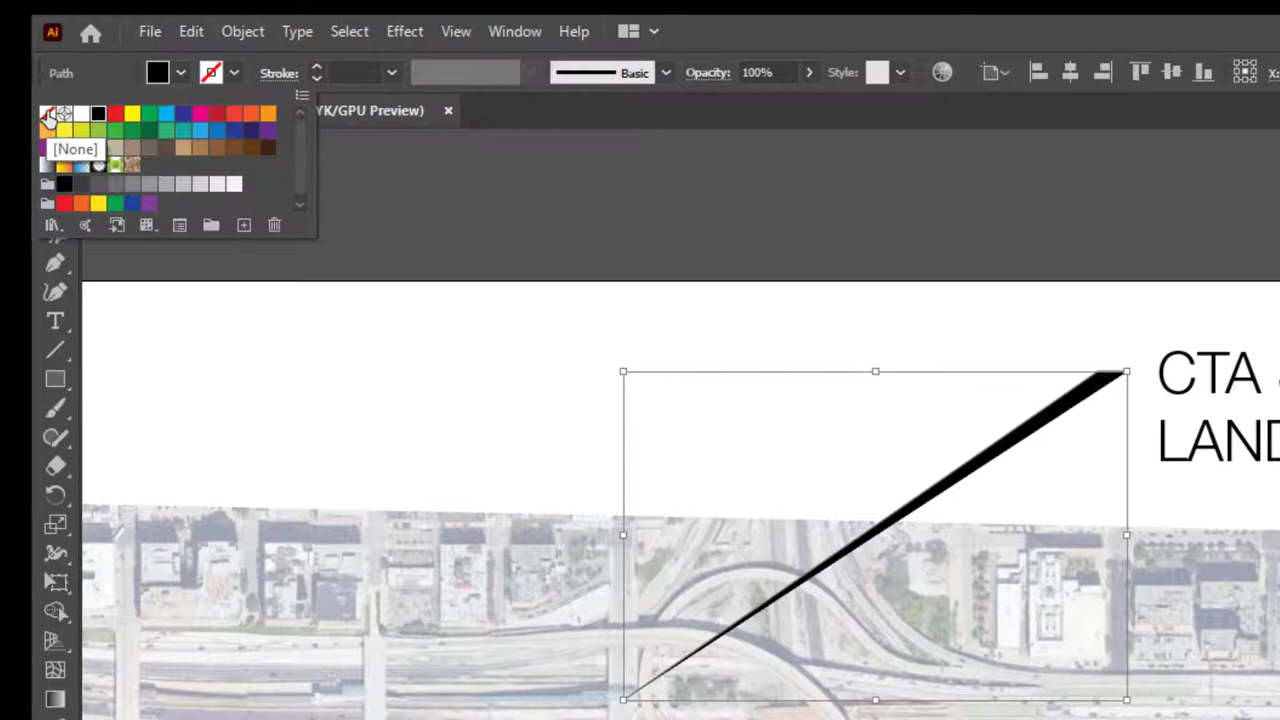 Ai File Edit Object Type Select Effect View Window Help
Path Stroke: Basic Opacity: 100% Style:
YK/GPU Preview) ×
[None]
CTA
LAND